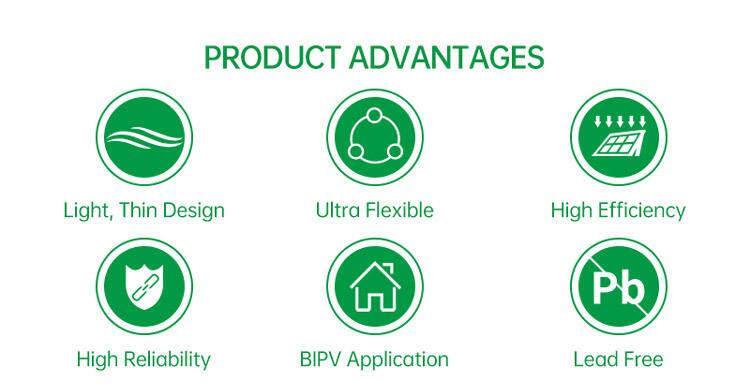 PRODUCT ADVANTAGES
Light, Thin Design
Ultra Flexible
High Efficiency
Pb
High Reliability
BIPV Application
Lead Free